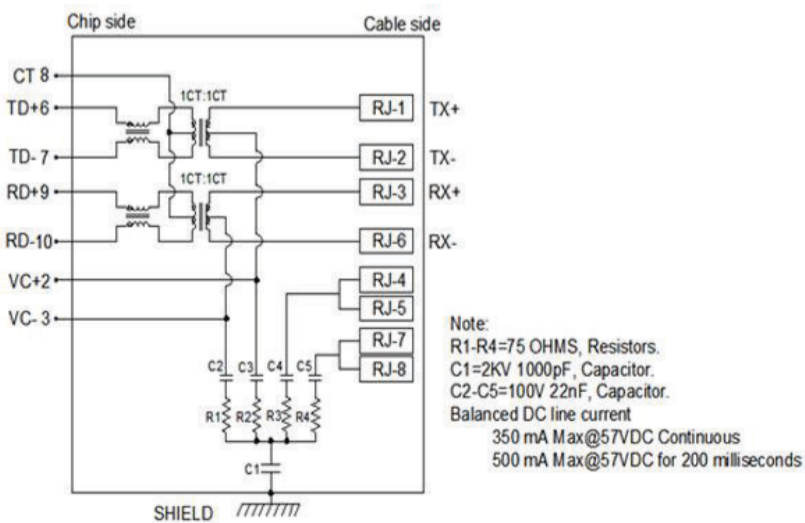 Chip side
Cable side
CT 8
1CT:1CT
TD+6
RJ-1 TX+
TD- 7
RJ-2 TX-
1CT:1CT
RD+9
RJ-3 RX+
RD-10
RJ-6 RX-
VC+2
RJ-4
RJ-5
VC- 3
RJ-7
RJ-8
C2 C3 C4 C5
R1 R2 R3 R4
C1
SHIELD
Note:
R1-R4=75 OHMS, Resistors.
C1=2KV 1000pF, Capacitor.
C2-C5=100V 22nF, Capacitor.
Balanced DC line current
350 mA Max@57VDC Continuous
500 mA Max@57VDC for 200 milliseconds